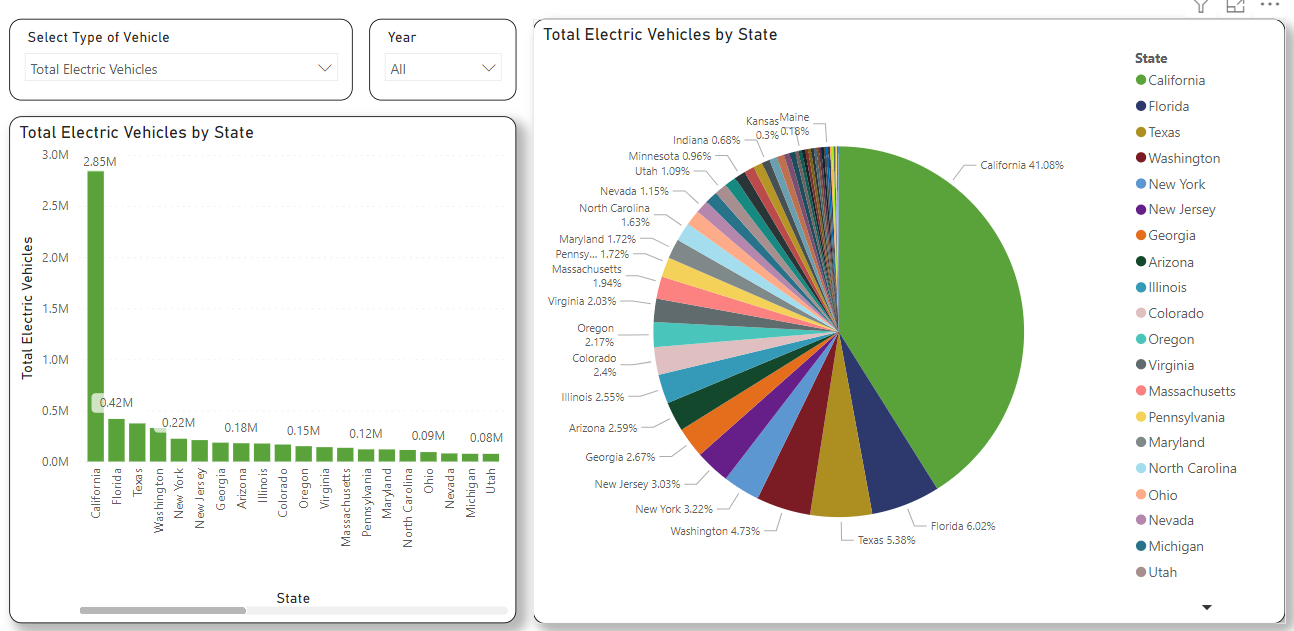 Select Type of Vehicle
Total Electric Vehicles
Year
All
Total Electric Vehicles by State
3.0M
2.5M
2.0M
1.5M
1.0M
0.5M
0.0M
Total Electric Vehicles
2.85M
0.42M
0.22M
0.18M
0.15M
0.12M
0.09M
0.08M
California
Florida
Texas
Washington
New York
New Jersey
Georgia
Arizona
Illinois
Colorado
Oregon
Virginia
Massachusetts
Pennsylvania
Maryland
North Carolina
Ohio
Nevada
Michigan
Utah
State
Total Electric Vehicles by State
California 41.08%
Florida 6.02%
Texas 5.38%
Washington 4.73%
New York 3.22%
New Jersey 3.03%
Georgia 2.67%
Arizona 2.59%
Illinois 2.55%
Colorado
2.4%
Oregon
2.17%
Virginia 2.03%
Massachusetts
1.94%
Pennsy... 1.72%
Maryland 1.72%
North Carolina
1.63%
Nevada 1.15%
Utah 1.09%
Minnesota 0.96%
Indiana 0.68%
Kansas
0.3%
Maine
0.18%
State
California
Florida
Texas
Washington
New York
New Jersey
Georgia
Arizona
Illinois
Colorado
Oregon
Virginia
Massachusetts
Pennsylvania
Maryland
North Carolina
Ohio
Nevada
Michigan
Utah